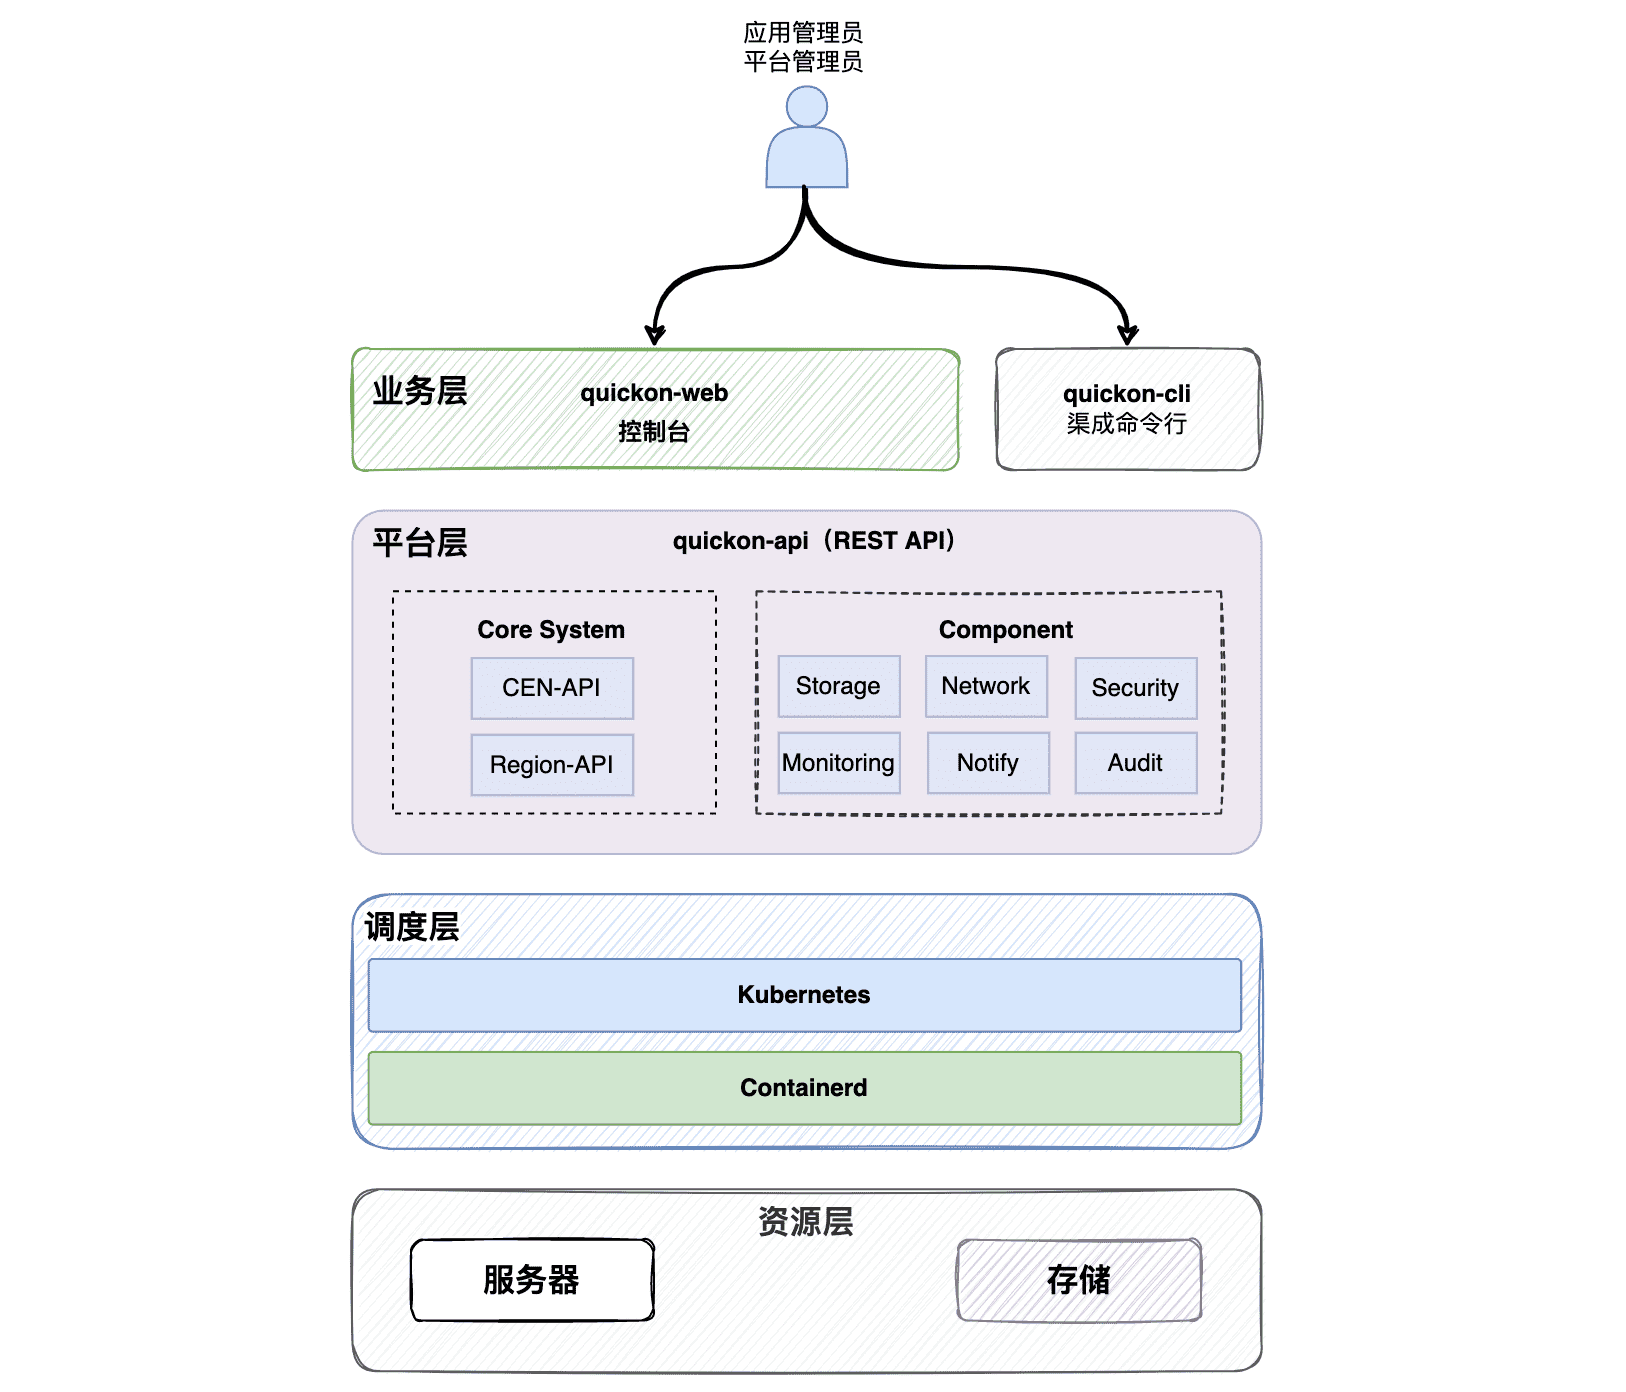 应用管理员
平台管理员
业务层
quickon-web
控制台
quickon-cli
渠成命令行
平台层
quickon-api（REST API）
Core System
CEN-API
Region-API
Component
Storage
Network
Security
Monitoring
Notify
Audit
调度层
Kubernetes
Containerd
资源层
服务器
存储